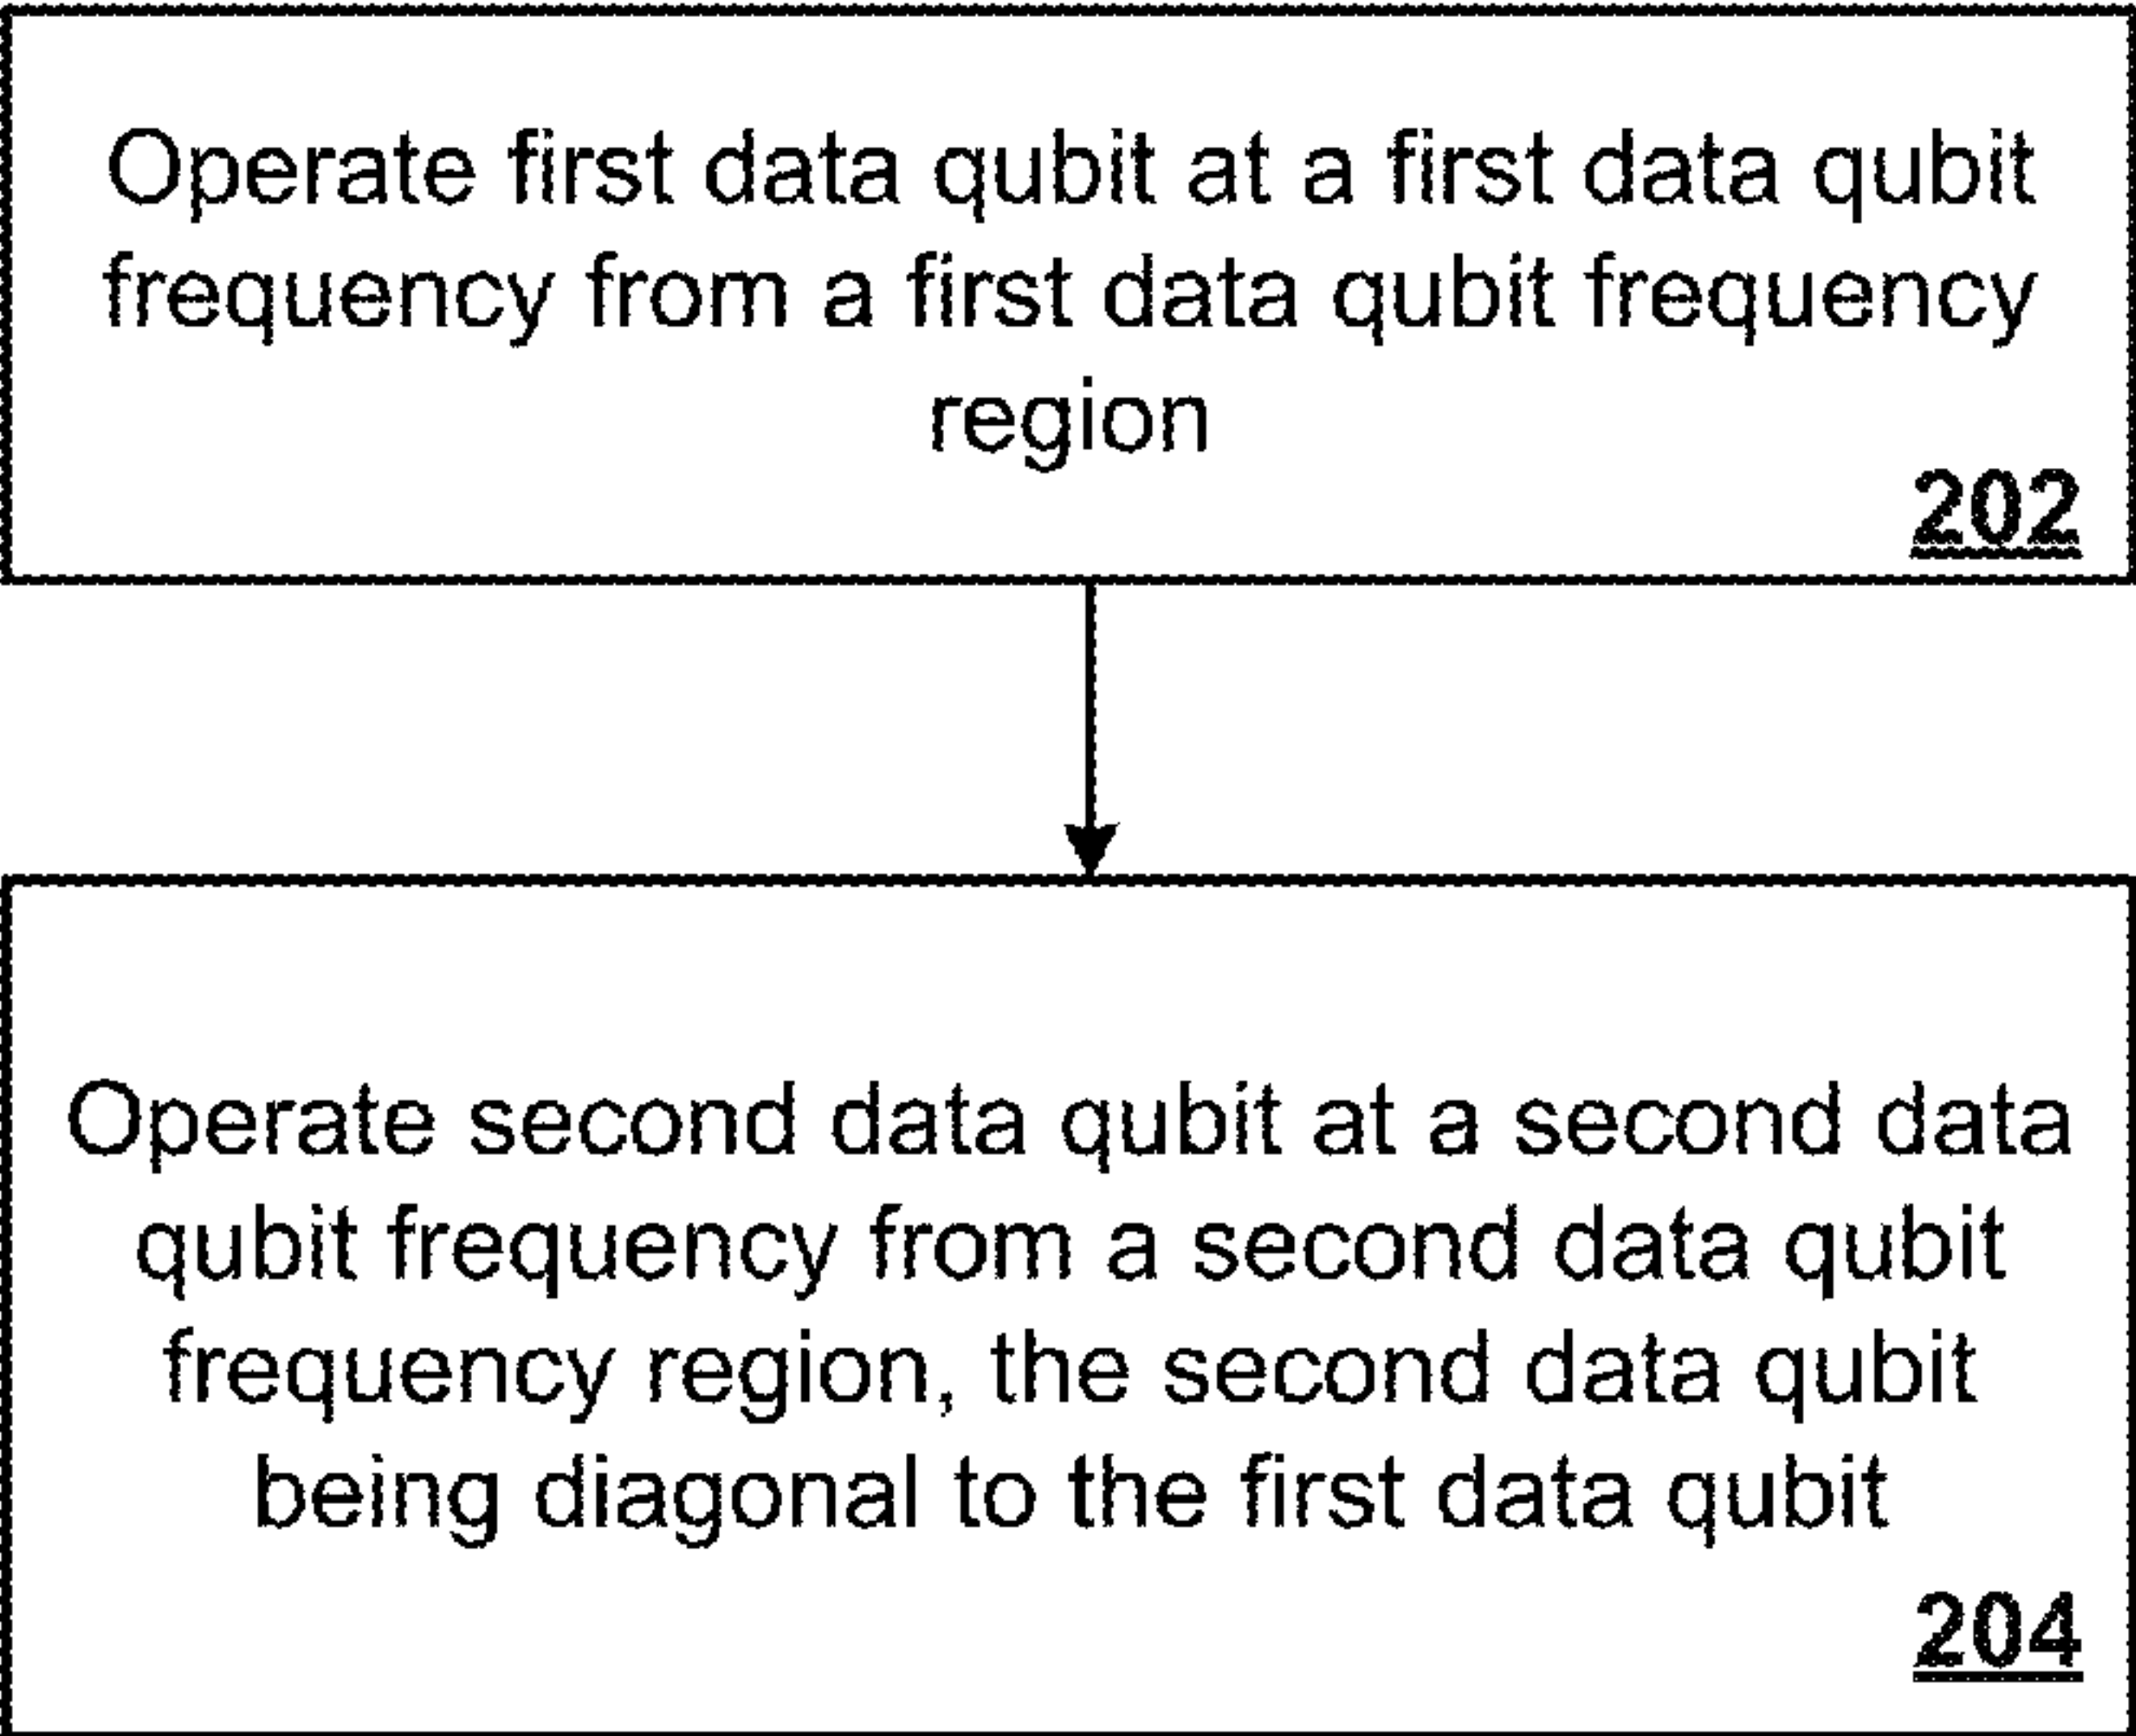 Operate first data qubit at a first data qubit
frequency from a first data qubit frequency
region
202
Operate second data qubit at a second data
qubit frequency from a second data qubit
frequency region, the second data qubit
being diagonal to the first data qubit
204